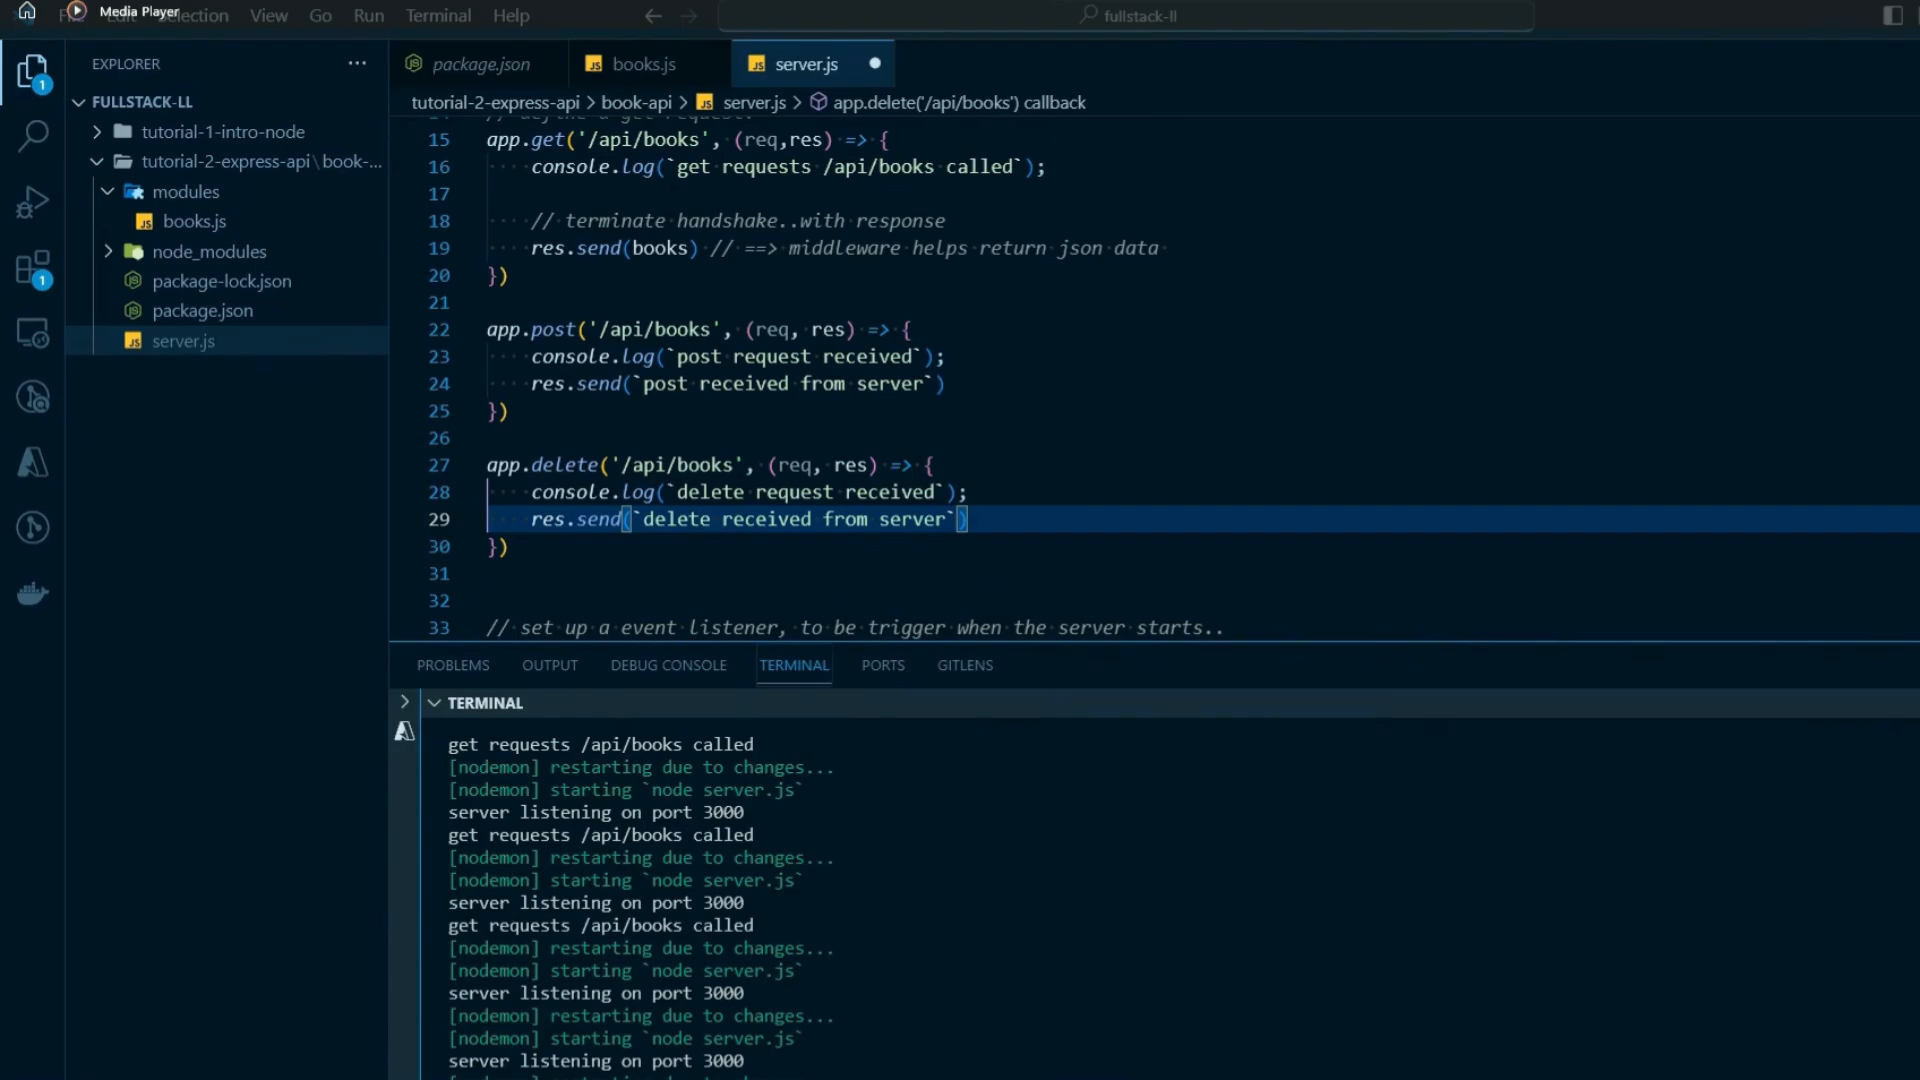 Media Player
Selection View Go Run Terminal Help
fullstack-ll
EXPLORER
FULLSTACK-LL
tutorial-1-intro-node
tutorial-2-express-api\book-...
modules
JS books.js
node_modules
package-lock.json
package.json
JS server.js
1
1
package.json
JS books.js
JS server.js
tutorial-2-express-api > book-api > JS server.js > app.delete('/api/books') callback
15 app.get('/api/books', (req,res) => {
16 ····console.log(`get·requests·/api/books·called`);
17
18 ····//·terminate·handshake..with·response
19 ····res.send(books)·//·==>·middleware·helps·return·json·data·
20 })
21
22 app.post('/api/books',·(req,·res)·=>·{
23 ····console.log(`post·request·received`);
24 ····res.send(`post·received·from·server`)
25 })
26
27 app.delete('/api/books',·(req,·res)·=>·{
28 ····console.log(`delete·request·received`);
29 ····res.send(`delete·received·from·server`)
30 })
31
32
33 //·set·up·a·event·listener,·to·be·trigger·when·the·server·starts..
PROBLEMS OUTPUT DEBUG CONSOLE TERMINAL PORTS GITLENS
TERMINAL
get requests /api/books called
[nodemon] restarting due to changes...
[nodemon] starting `node server.js`
server listening on port 3000
get requests /api/books called
[nodemon] restarting due to changes...
[nodemon] starting `node server.js`
server listening on port 3000
get requests /api/books called
[nodemon] restarting due to changes...
[nodemon] starting `node server.js`
server listening on port 3000
[nodemon] restarting due to changes...
[nodemon] starting `node server.js`
server listening on port 3000